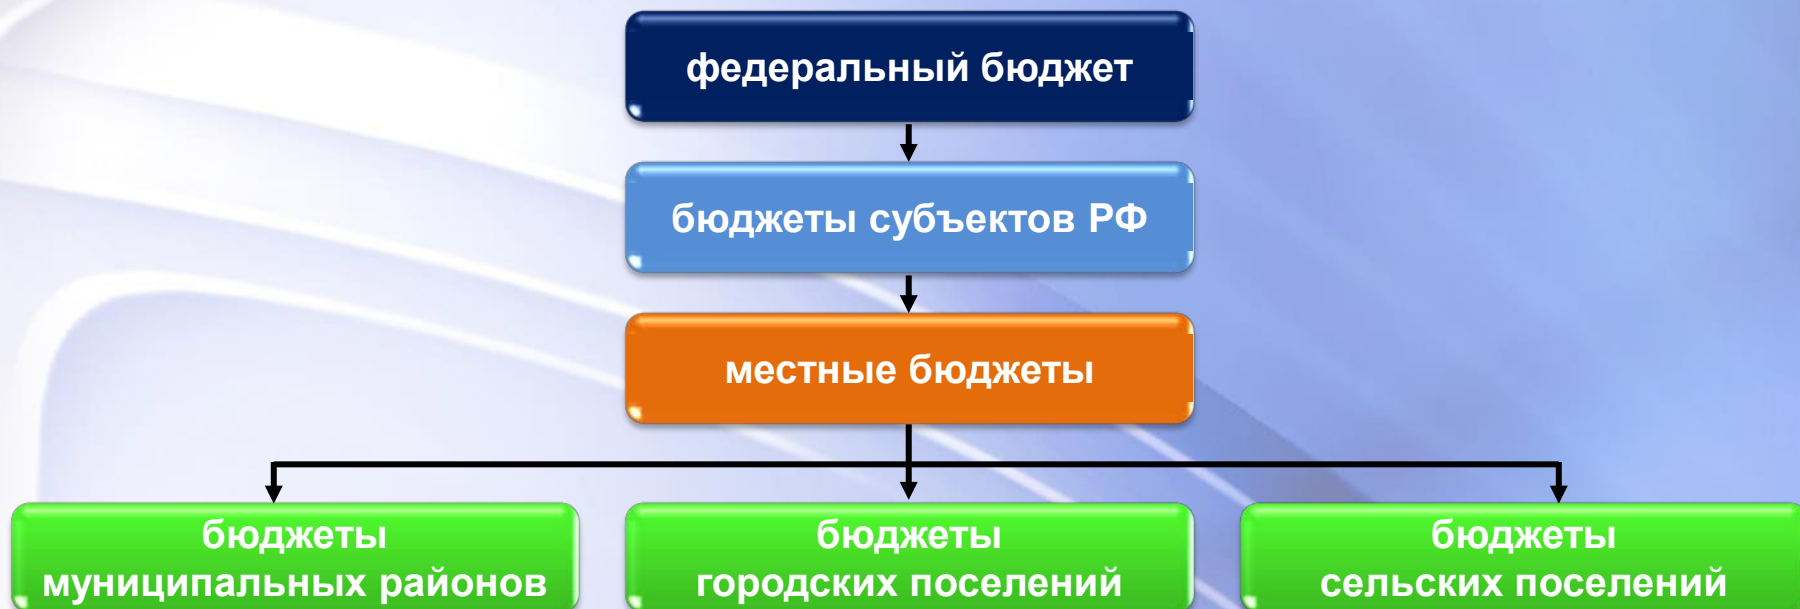 федеральный бюджет
бюджеты субъектов РФ
местные бюджеты
бюджеты
муниципальных районов
бюджеты
городских поселений
бюджеты
сельских поселений